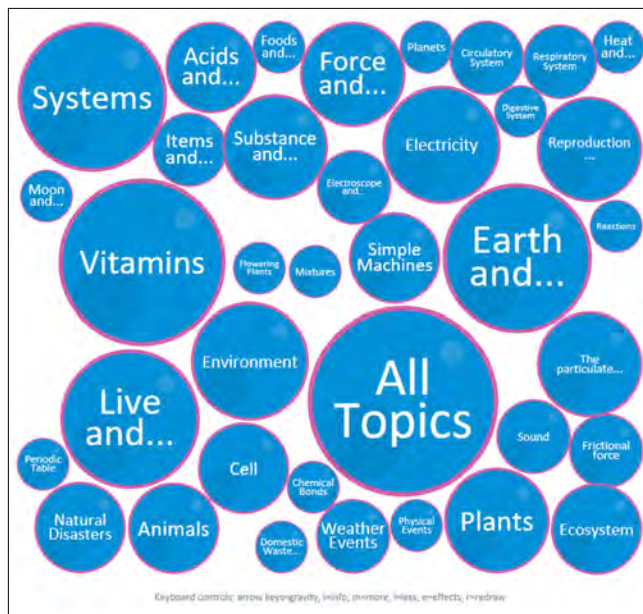 Systems
Acids
and...
Foods
and...
Force
and...
Planets
Circulatory
System
Respiratory
System
Heat
and...
Items
and...
Substance
and...
Electricity
Digestive
System
Reproduction
...
Moon
and...
Electroscope
and...
Vitamins
Flowering
Plants
Mixtures
Simple
Machines
Earth
and...
Reactions
Environment
All
Topics
The
particulate...
Live
and...
Periodic
Table
Cell
Chemical
Bonds
Sound
Frictional
force
Natural
Disasters
Animals
Domestic
Waste...
Weather
Events
Physical
Events
Plants
Ecosystem
Keyboard controls: arrow keys=gravity, i=info, m=more, l=less, e=effects, r=redraw